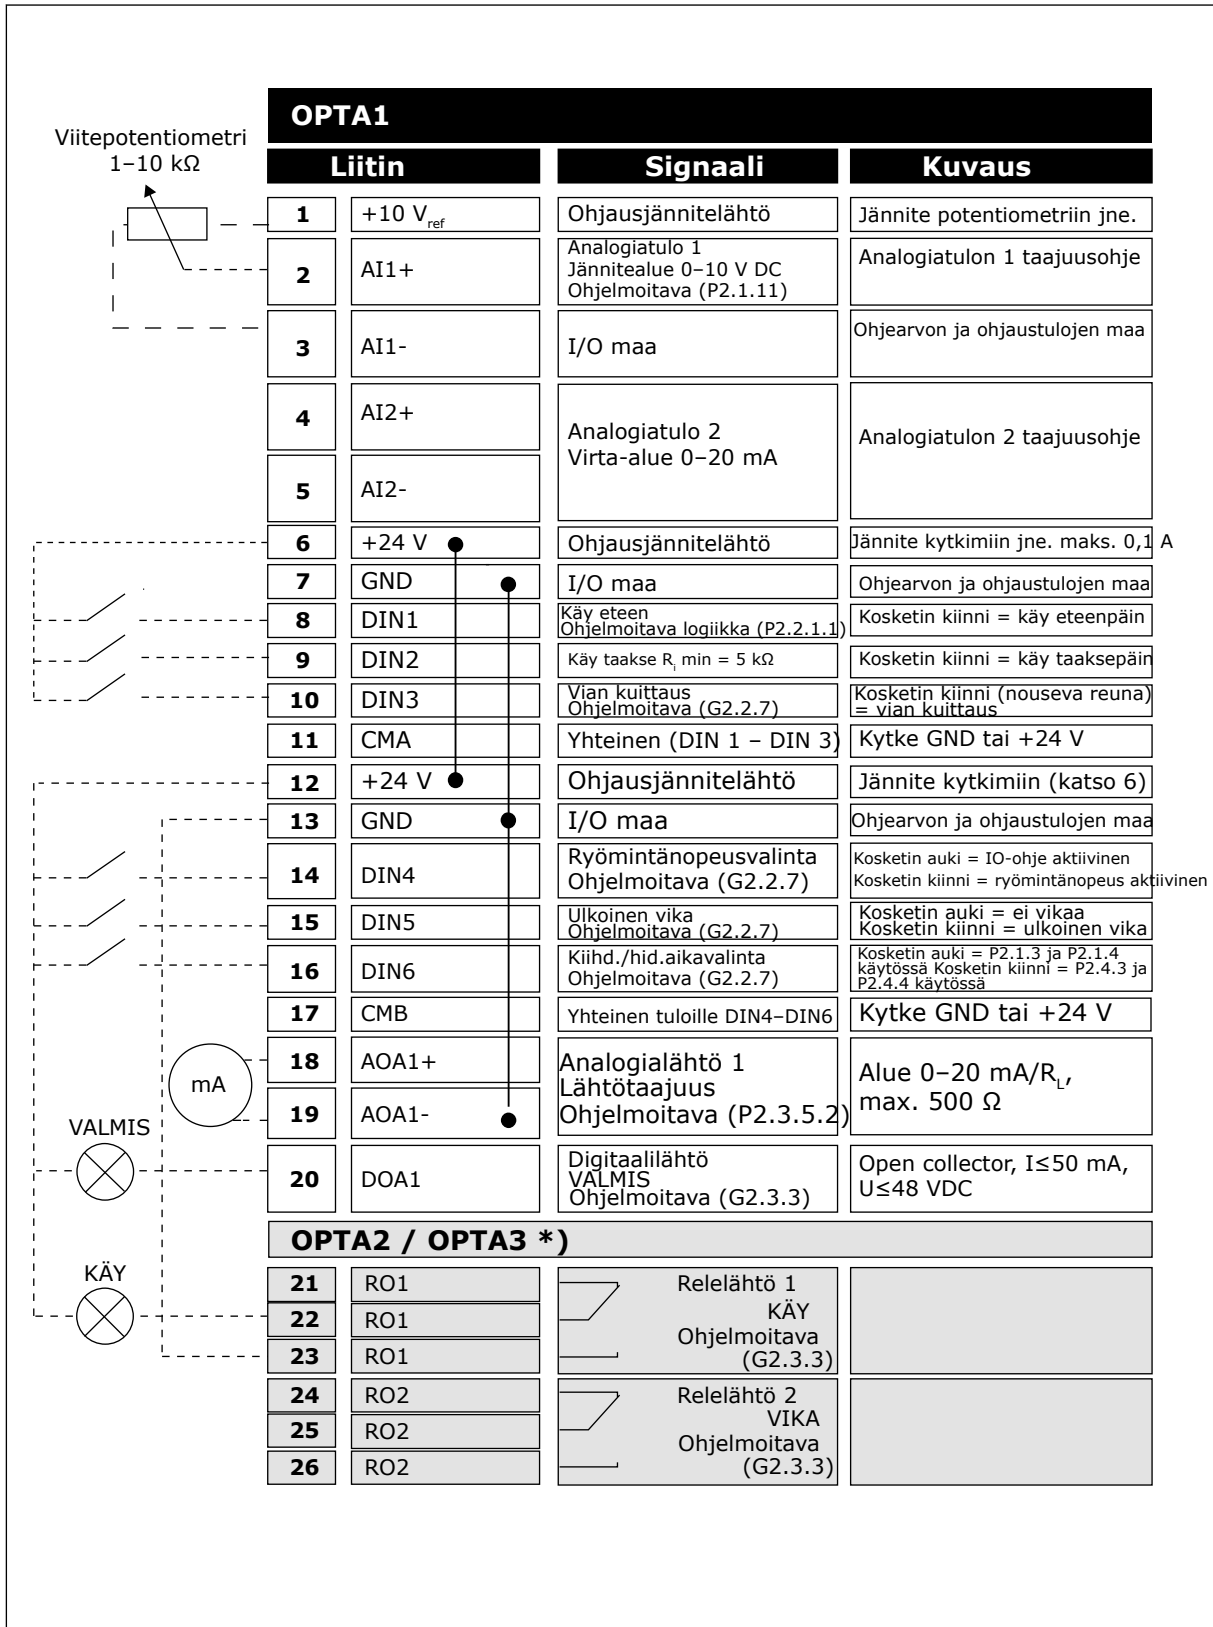 OPTA1
Viitepotentiometri
1–10 kΩ
Liitin
Signaali
Kuvaus
1
+10 Vref
Ohjausjännitelähtö
Jännite potentiometriin jne.
2
AI1+
Analogiatulo 1
Jännitealue 0–10 V DC
Ohjelmoitava (P2.1.11)
Analogiatulon 1 taajuusohje
3
AI1-
I/O maa
Ohjearvon ja ohjaustulojen maa
4
AI2+
Analogiatulo 2
Virta-alue 0–20 mA
Analogiatulon 2 taajuusohje
5
AI2-
6
+24 V
Ohjausjännitelähtö
Jännite kytkimiin jne. maks. 0,1 A
7
GND
I/O maa
Ohjearvon ja ohjaustulojen maa
8
DIN1
Käy eteen
Ohjelmoitava logiikka (P2.2.1.1)
Kosketin kiinni = käy eteenpäin
9
DIN2
Käy taakse Ri min = 5 kΩ
Kosketin kiinni = käy taaksepäin
10
DIN3
Vian kuittaus
Ohjelmoitava (G2.2.7)
Kosketin kiinni (nouseva reuna)
= vian kuittaus
11
CMA
Yhteinen (DIN 1 – DIN 3)
Kytke GND tai +24 V
12
+24 V
Ohjausjännitelähtö
Jännite kytkimiin (katso 6)
13
GND
I/O maa
Ohjearvon ja ohjaustulojen maa
14
DIN4
Ryömintänopeusvalinta
Ohjelmoitava (G2.2.7)
Kosketin auki = IO-ohje aktiivinen
Kosketin kiinni = ryömintänopeus aktiivinen
15
DIN5
Ulkoinen vika
Ohjelmoitava (G2.2.7)
Kosketin auki = ei vikaa
Kosketin kiinni = ulkoinen vika
16
DIN6
Kiihd./hid.aikavalinta
Ohjelmoitava (G2.2.7)
Kosketin auki = P2.1.3 ja P2.1.4
käytössä Kosketin kiinni = P2.4.3 ja
P2.4.4 käytössä
17
CMB
Yhteinen tuloille DIN4–DIN6
Kytke GND tai +24 V
mA
18
AOA1+
Analogialähtö 1
Lähtötaajuus
Ohjelmoitava (P2.3.5.2)
Alue 0–20 mA/RL,
max. 500 Ω
19
AOA1-
VALMIS
20
DOA1
Digitaalilähtö
VALMIS
Ohjelmoitava (G2.3.3)
Open collector, I≤50 mA,
U≤48 VDC
OPTA2 / OPTA3 *)
KÄY
21
RO1
Relelähtö 1
KÄY
Ohjelmoitava
(G2.3.3)
22
RO1
23
RO1
24
RO2
Relelähtö 2
VIKA
Ohjelmoitava
(G2.3.3)
25
RO2
26
RO2